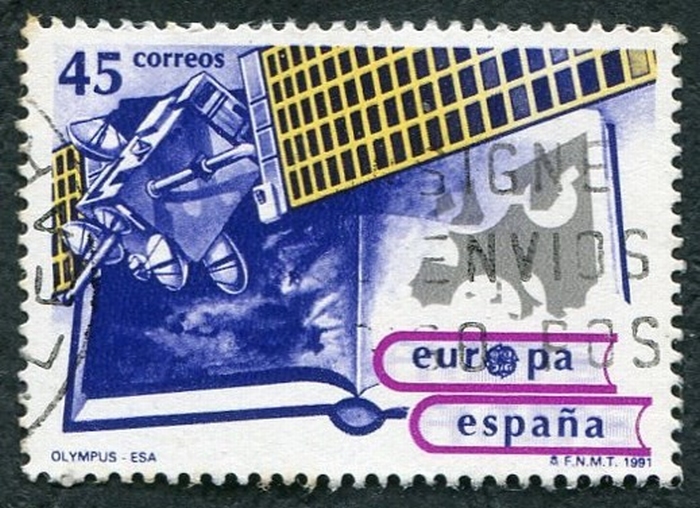 45 correos
SIGNE
ENVIOS
europa
españa
OLYMPUS - ESA
F.N.M.T. 1991